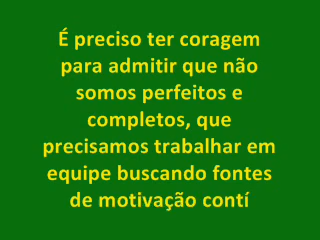 É preciso ter coragem
para admitir que não
somos perfeitos e
completos, que
precisamos trabalhar em
equipe buscando fontes
de motivação contí